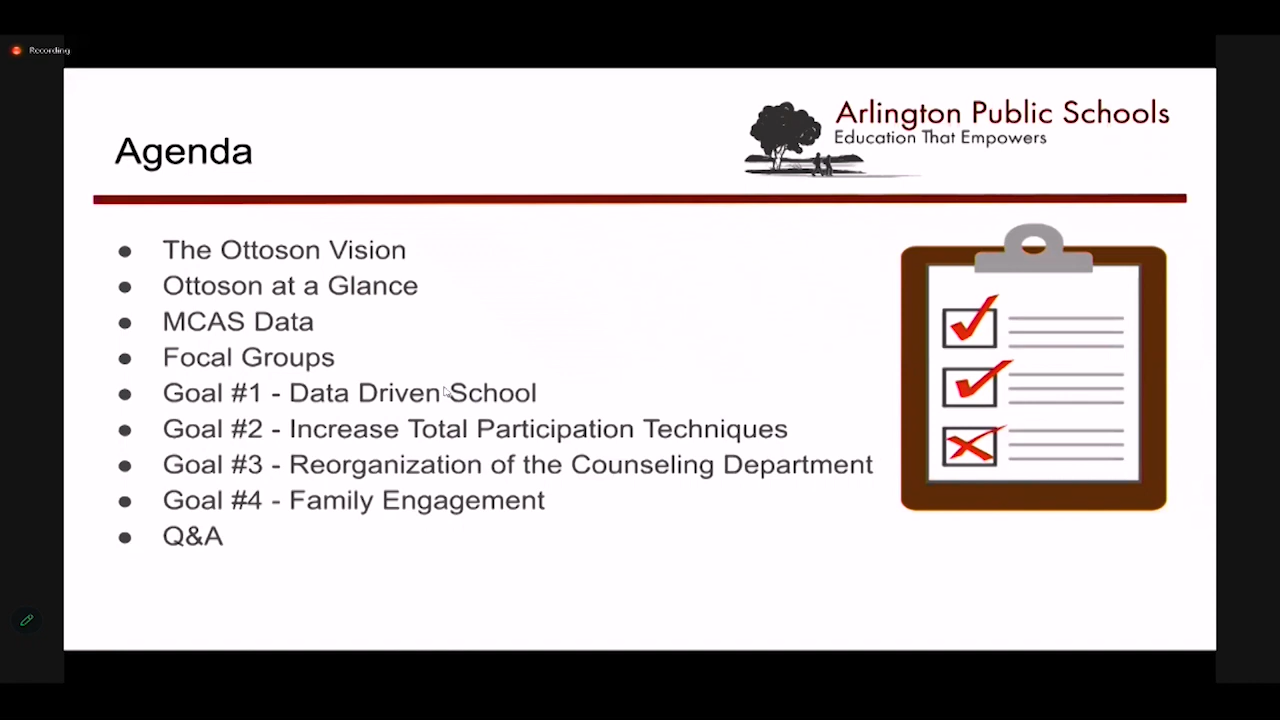 Recording
Arlington Public Schools
Education That Empowers
Agenda
● The Ottoson Vision
● Ottoson at a Glance
● MCAS Data
● Focal Groups
● Goal #1 - Data Driven School
● Goal #2 - Increase Total Participation Techniques
● Goal #3 - Reorganization of the Counseling Department
● Goal #4 - Family Engagement
● Q&A